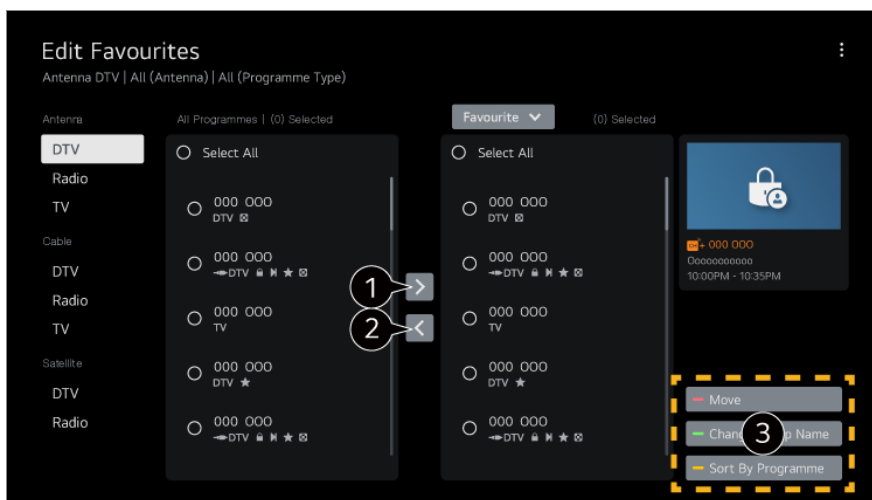 Edit Favourites
Antenna DTV | All (Antenna) | All (Programme Type)
Antenna
DTV
Radio
TV
Cable
DTV
Radio
TV
Satellite
DTV
Radio
All Programmes | (0) Selected
Select All
000 000
DTV
000 000
DTV
000 000
TV
000 000
DTV
000 000
DTV
1
2
Favourite
(0) Selected
Select All
000 000
DTV
000 000
DTV
000 000
TV
000 000
DTV
000 000
DTV
000 000
Oooooooooo
10:00PM - 10:35PM
Move
3
Name
Sort By Programme